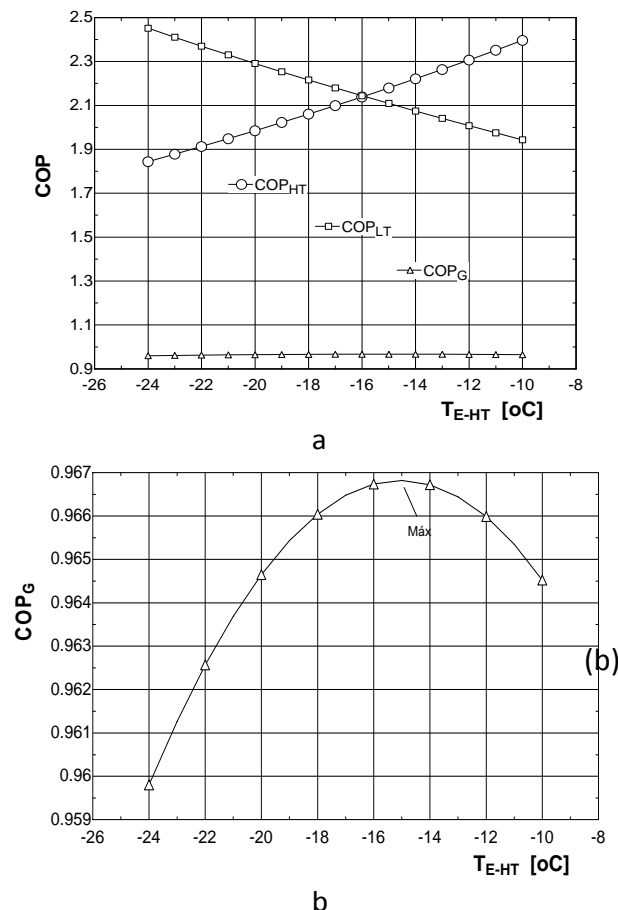 2.5
2.3
2.1
1.9
1.7
1.5
1.3
1.1
0.9
COP
COP_HT
COP_LT
COP_G
-26 -24 -22 -20 -18 -16 -14 -12 -10 -8
T_E-HT [oC]
a
0.967
0.966
0.965
0.964
0.963
0.962
0.961
0.96
0.959
COP_G
Máx
(b)
-26 -24 -22 -20 -18 -16 -14 -12 -10 -8
T_E-HT [oC]
b